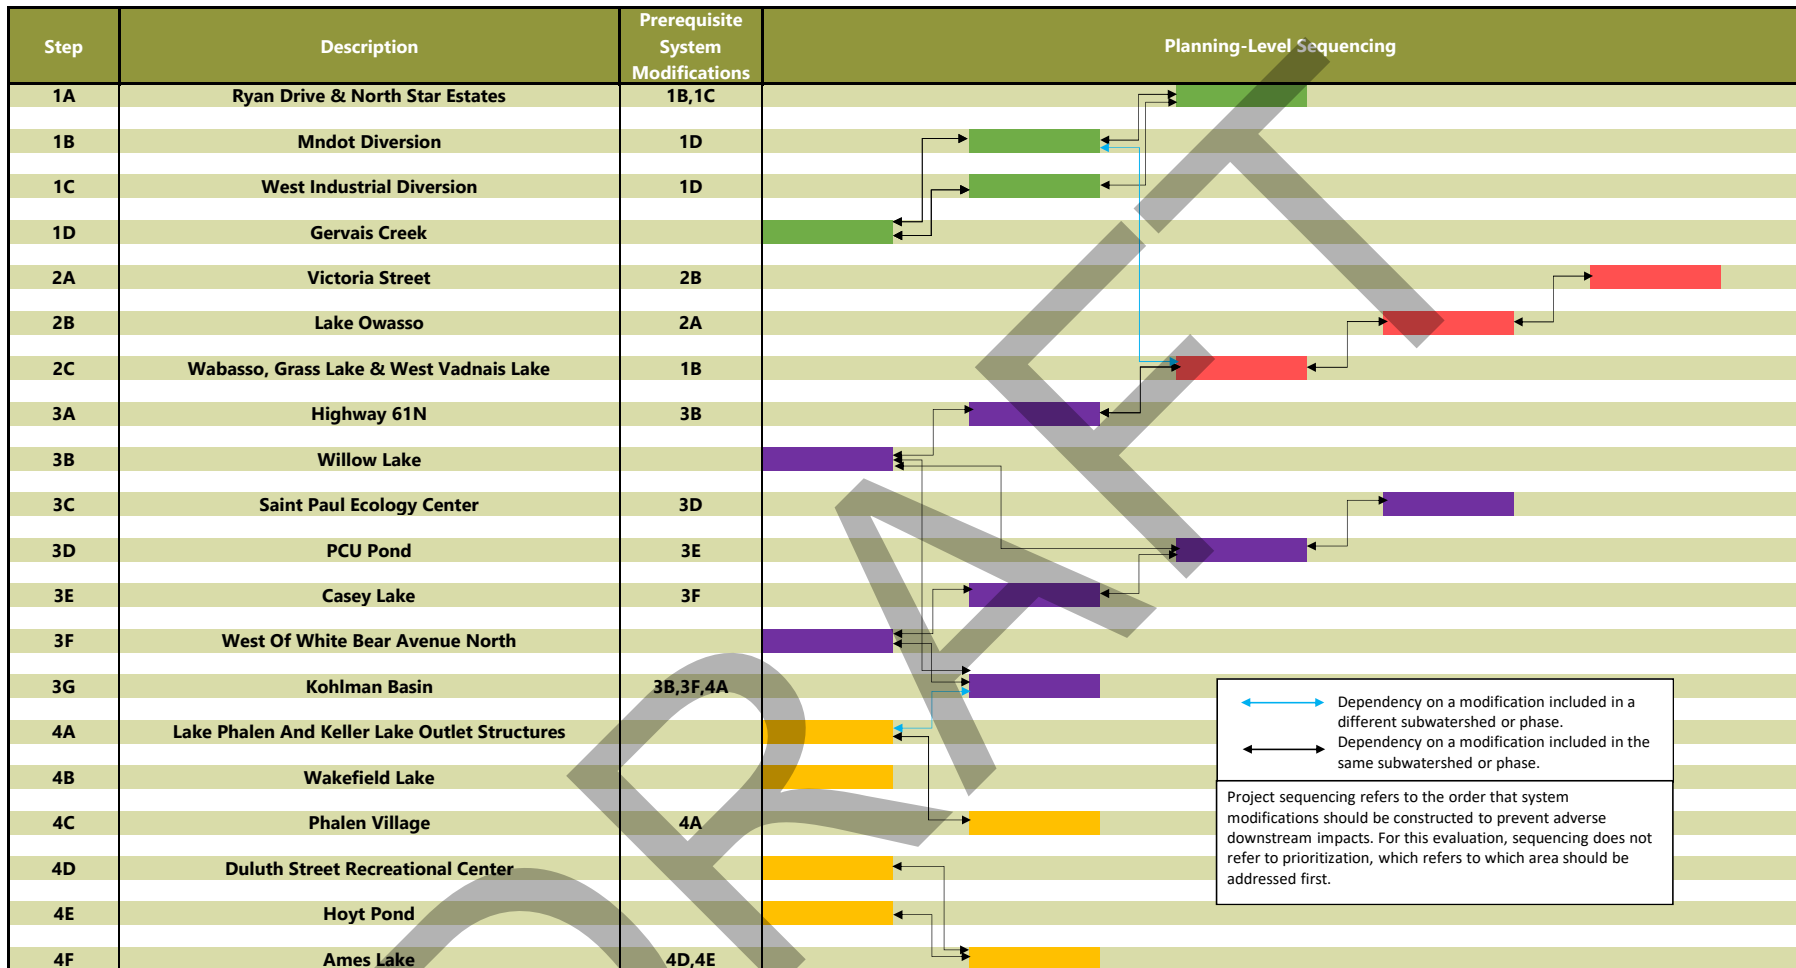 Step Description Prerequisite System Modifications Planning-Level Sequencing
1A Ryan Drive & North Star Estates 1B,1C
1B Mndot Diversion 1D
1C West Industrial Diversion 1D
1D Gervais Creek
2A Victoria Street 2B
2B Lake Owasso 2A
2C Wabasso, Grass Lake & West Vadnais Lake 1B
3A Highway 61N 3B
3B Willow Lake
3C Saint Paul Ecology Center 3D
3D PCU Pond 3E
3E Casey Lake 3F
3F West Of White Bear Avenue North
3G Kohlman Basin 3B,3F,4A
4A Lake Phalen And Keller Lake Outlet Structures
4B Wakefield Lake
4C Phalen Village 4A
4D Duluth Street Recreational Center
4E Hoyt Pond
4F Ames Lake 4D,4E
Dependency on a modification included in a
different subwatershed or phase.
Dependency on a modification included in the
same subwatershed or phase.
Project sequencing refers to the order that system
modifications should be constructed to prevent adverse
downstream impacts. For this evaluation, sequencing does not
refer to prioritization, which refers to which area should be
addressed first.
DRAFT